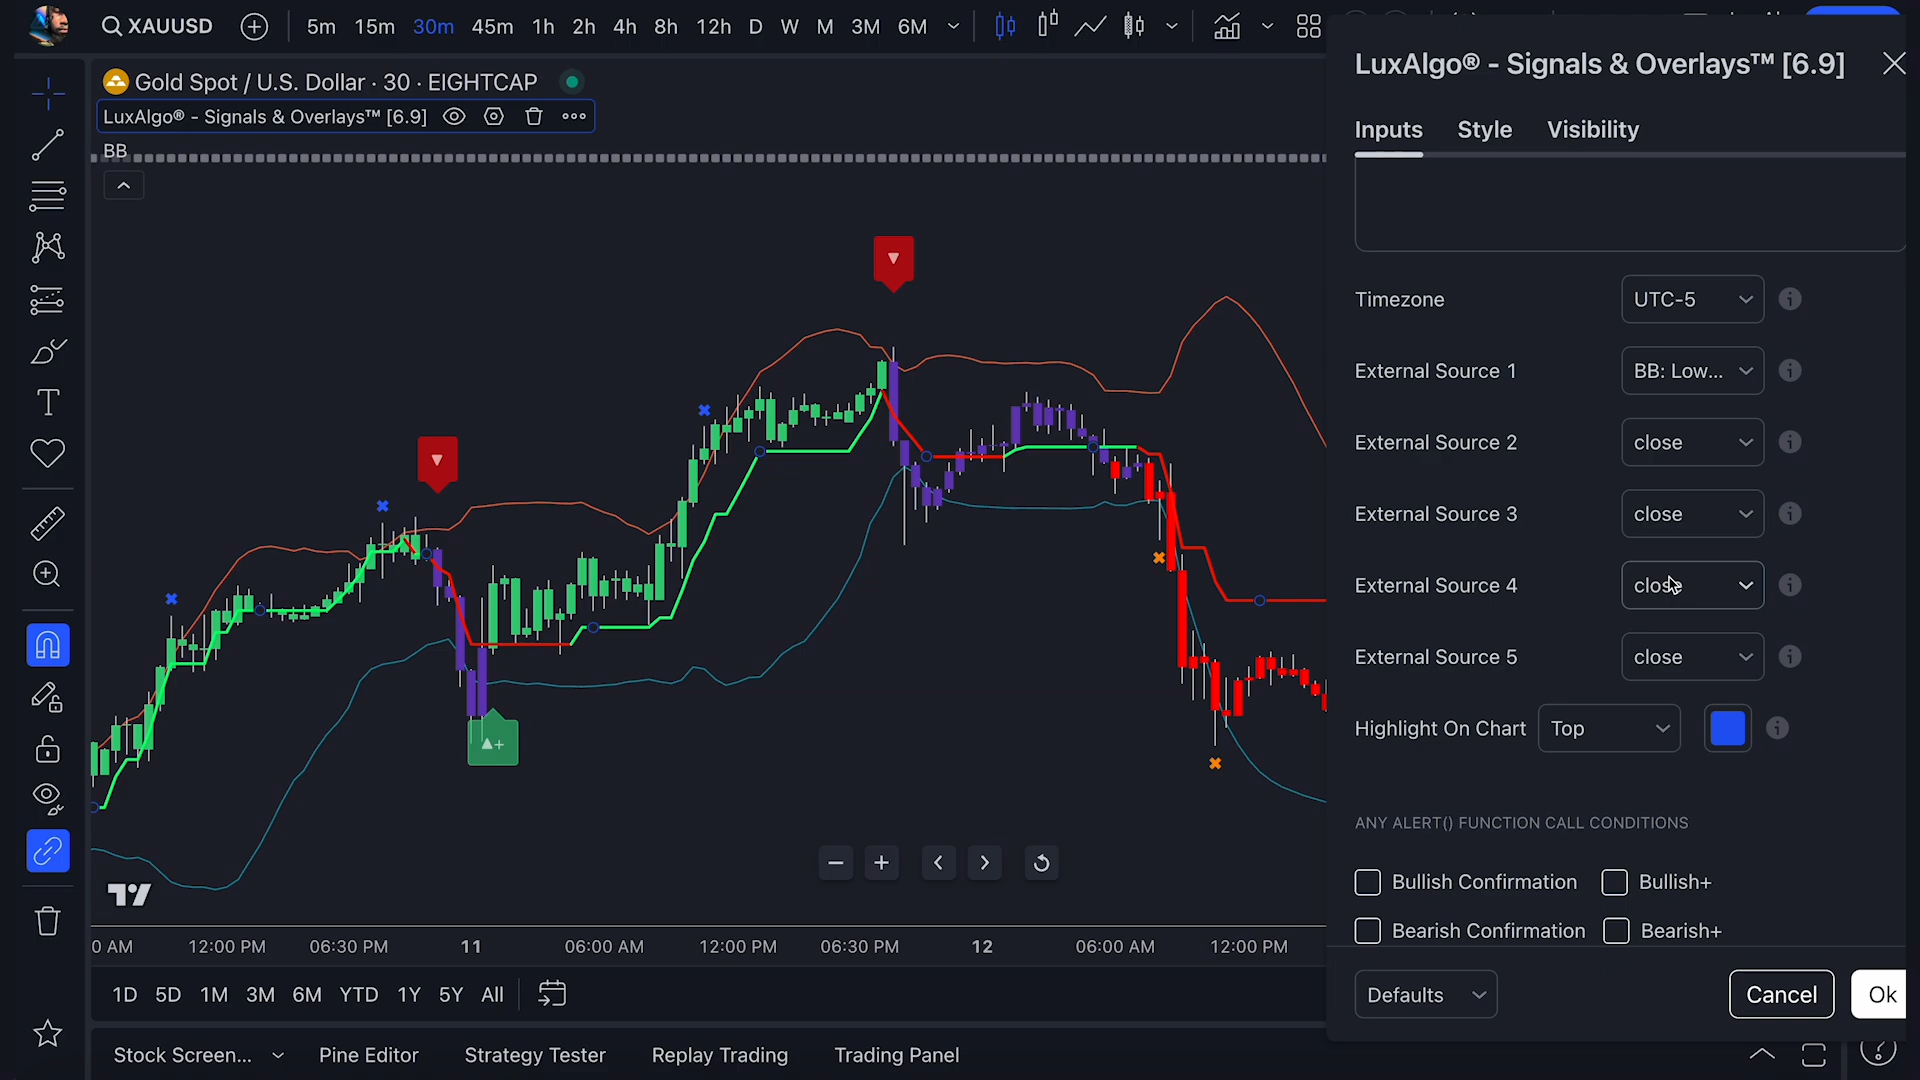 XAUUSD 5m 15m 30m 45m 1h 2h 4h 8h 12h D W M 3M 6M
Gold Spot / U.S. Dollar · 30 · EIGHTCAP
LuxAlgo® - Signals & Overlays™ [6.9]
BB
LuxAlgo® - Signals & Overlays™ [6.9]
Inputs Style Visibility
Timezone UTC-5
External Source 1 BB: Low...
External Source 2 close
External Source 3 close
External Source 4 close
External Source 5 close
Highlight On Chart Top
ANY ALERT() FUNCTION CALL CONDITIONS
Bullish Confirmation Bullish+
Bearish Confirmation Bearish+
Defaults Cancel Ok
0 AM 12:00 PM 06:30 PM 11 06:00 AM 12:00 PM 06:30 PM 12 06:00 AM 12:00 PM
1D 5D 1M 3M 6M YTD 1Y 5Y All
Stock Screen... Pine Editor Strategy Tester Replay Trading Trading Panel